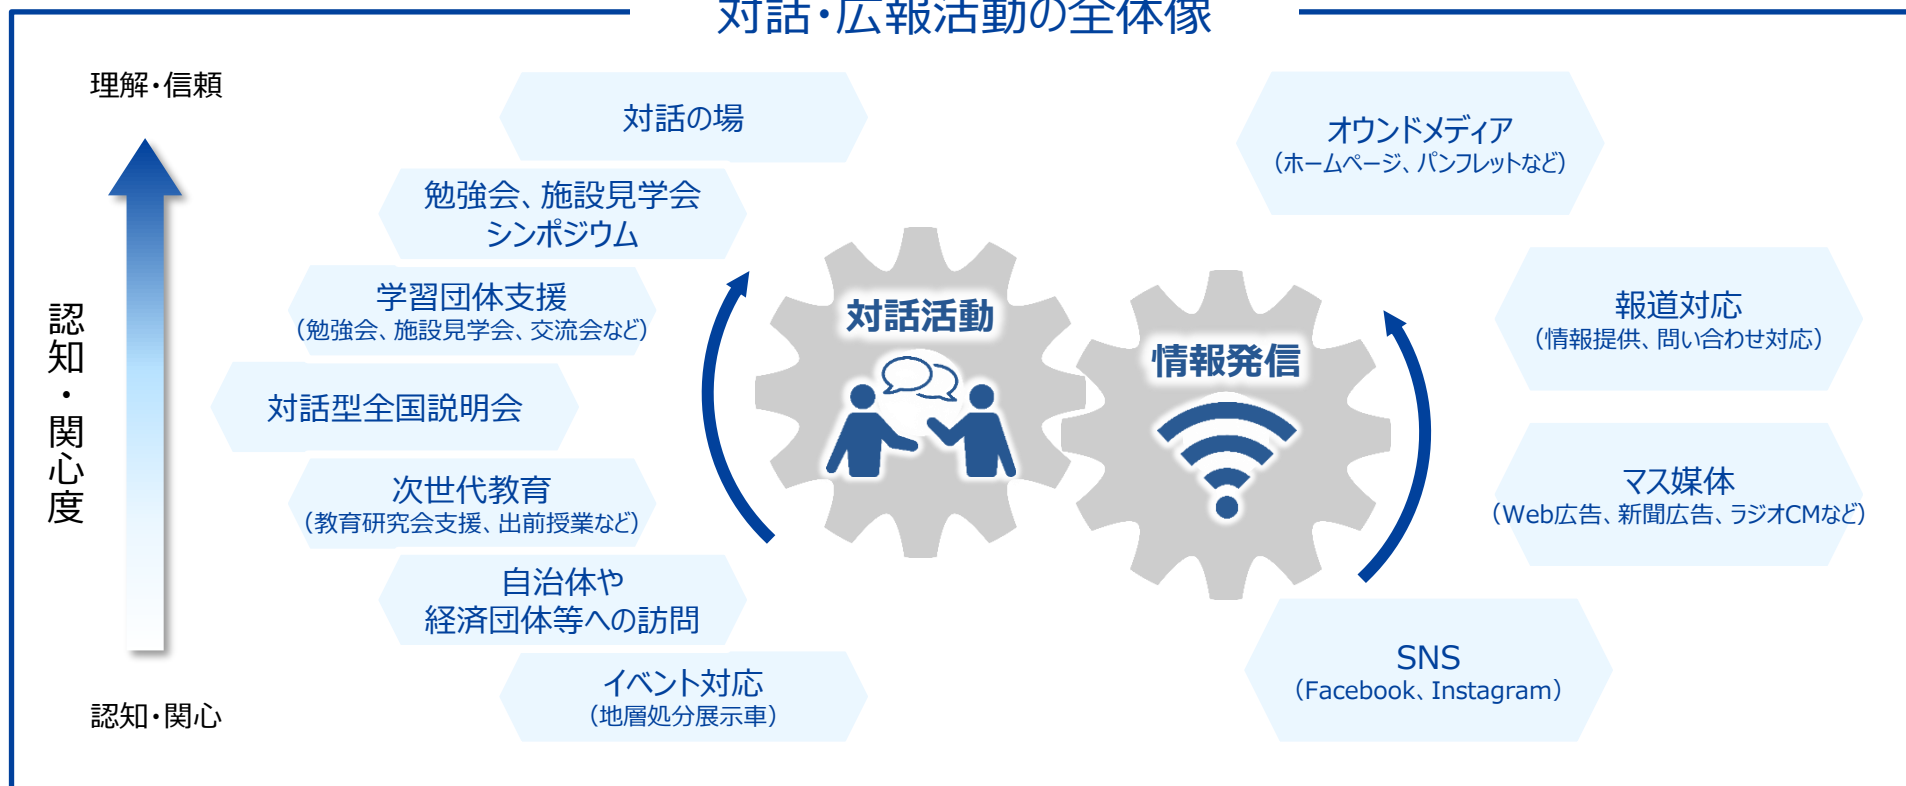 対話・広報活動の全体像
理解・信頼
認知・関心度
認知・関心
対話の場
勉強会、施設見学会
シンポジウム
学習団体支援
（勉強会、施設見学会、交流会など）
対話型全国説明会
次世代教育
（教育研究会支援、出前授業など）
自治体や
経済団体等への訪問
イベント対応
（地層処分展示車）
対話活動
情報発信
オウンドメディア
（ホームページ、パンフレットなど）
報道対応
（情報提供、問い合わせ対応）
マス媒体
（Web広告、新聞広告、ラジオCMなど）
SNS
（Facebook、Instagram）